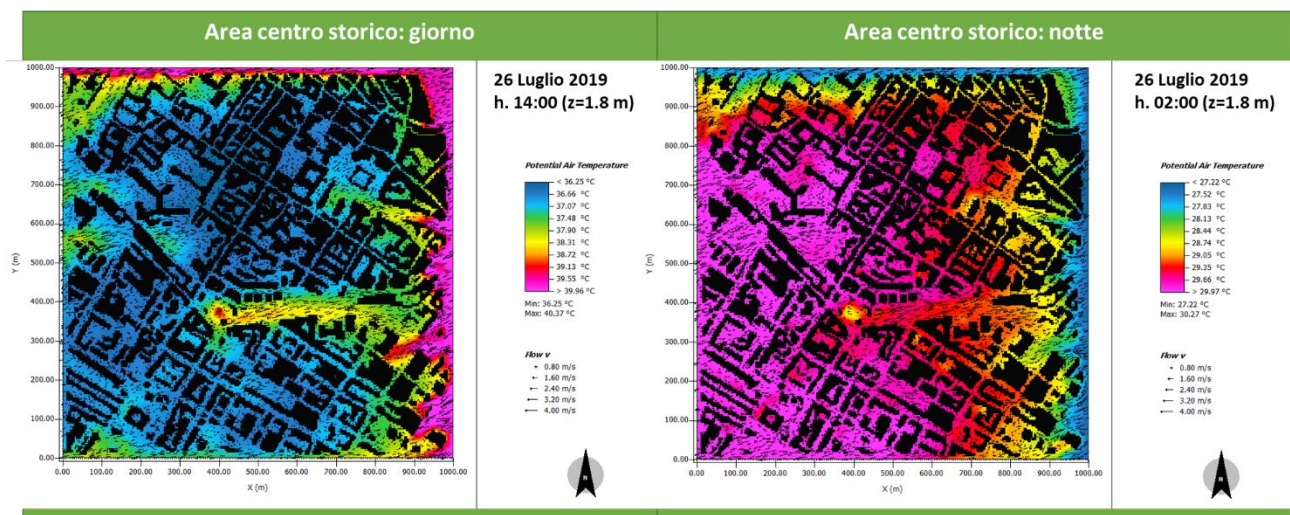 Area centro storico: giorno
Area centro storico: notte
1000.00
900.00
800.00
700.00
600.00
500.00
400.00
300.00
200.00
100.00
0.00
Y (m)
0.00 100.00 200.00 300.00 400.00 500.00 600.00 700.00 800.00 900.00 1000.00
X (m)
26 Luglio 2019
h. 14:00 (z=1.8 m)
Potential Air Temperature
< 36.25 °C
36.66 °C
37.07 °C
37.48 °C
37.90 °C
38.31 °C
38.72 °C
39.13 °C
39.55 °C
> 39.96 °C
Min: 36.25 °C
Max: 40.37 °C
Flow v
0.80 m/s
1.60 m/s
2.40 m/s
3.20 m/s
4.00 m/s
N
1000.00
900.00
800.00
700.00
600.00
500.00
400.00
300.00
200.00
100.00
0.00
Y (m)
0.00 100.00 200.00 300.00 400.00 500.00 600.00 700.00 800.00 900.00 1000.00
X (m)
26 Luglio 2019
h. 02:00 (z=1.8 m)
Potential Air Temperature
< 27.22 °C
27.52 °C
27.83 °C
28.13 °C
28.44 °C
28.74 °C
29.05 °C
29.35 °C
29.66 °C
> 29.97 °C
Min: 27.22 °C
Max: 30.27 °C
Flow v
0.80 m/s
1.60 m/s
2.40 m/s
3.20 m/s
4.00 m/s
N